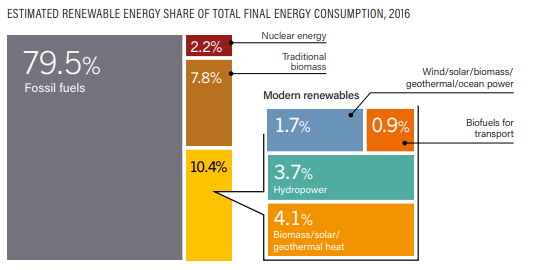 ESTIMATED RENEWABLE ENERGY SHARE OF TOTAL FINAL ENERGY CONSUMPTION, 2016
79.5%
Fossil fuels
2.2%
Nuclear energy
7.8%
Traditional
biomass
10.4%
Modern renewables
Wind/solar/biomass/
geothermal/ocean power
1.7%
0.9%
Biofuels for
transport
3.7%
Hydropower
4.1%
Biomass/solar/
geothermal heat